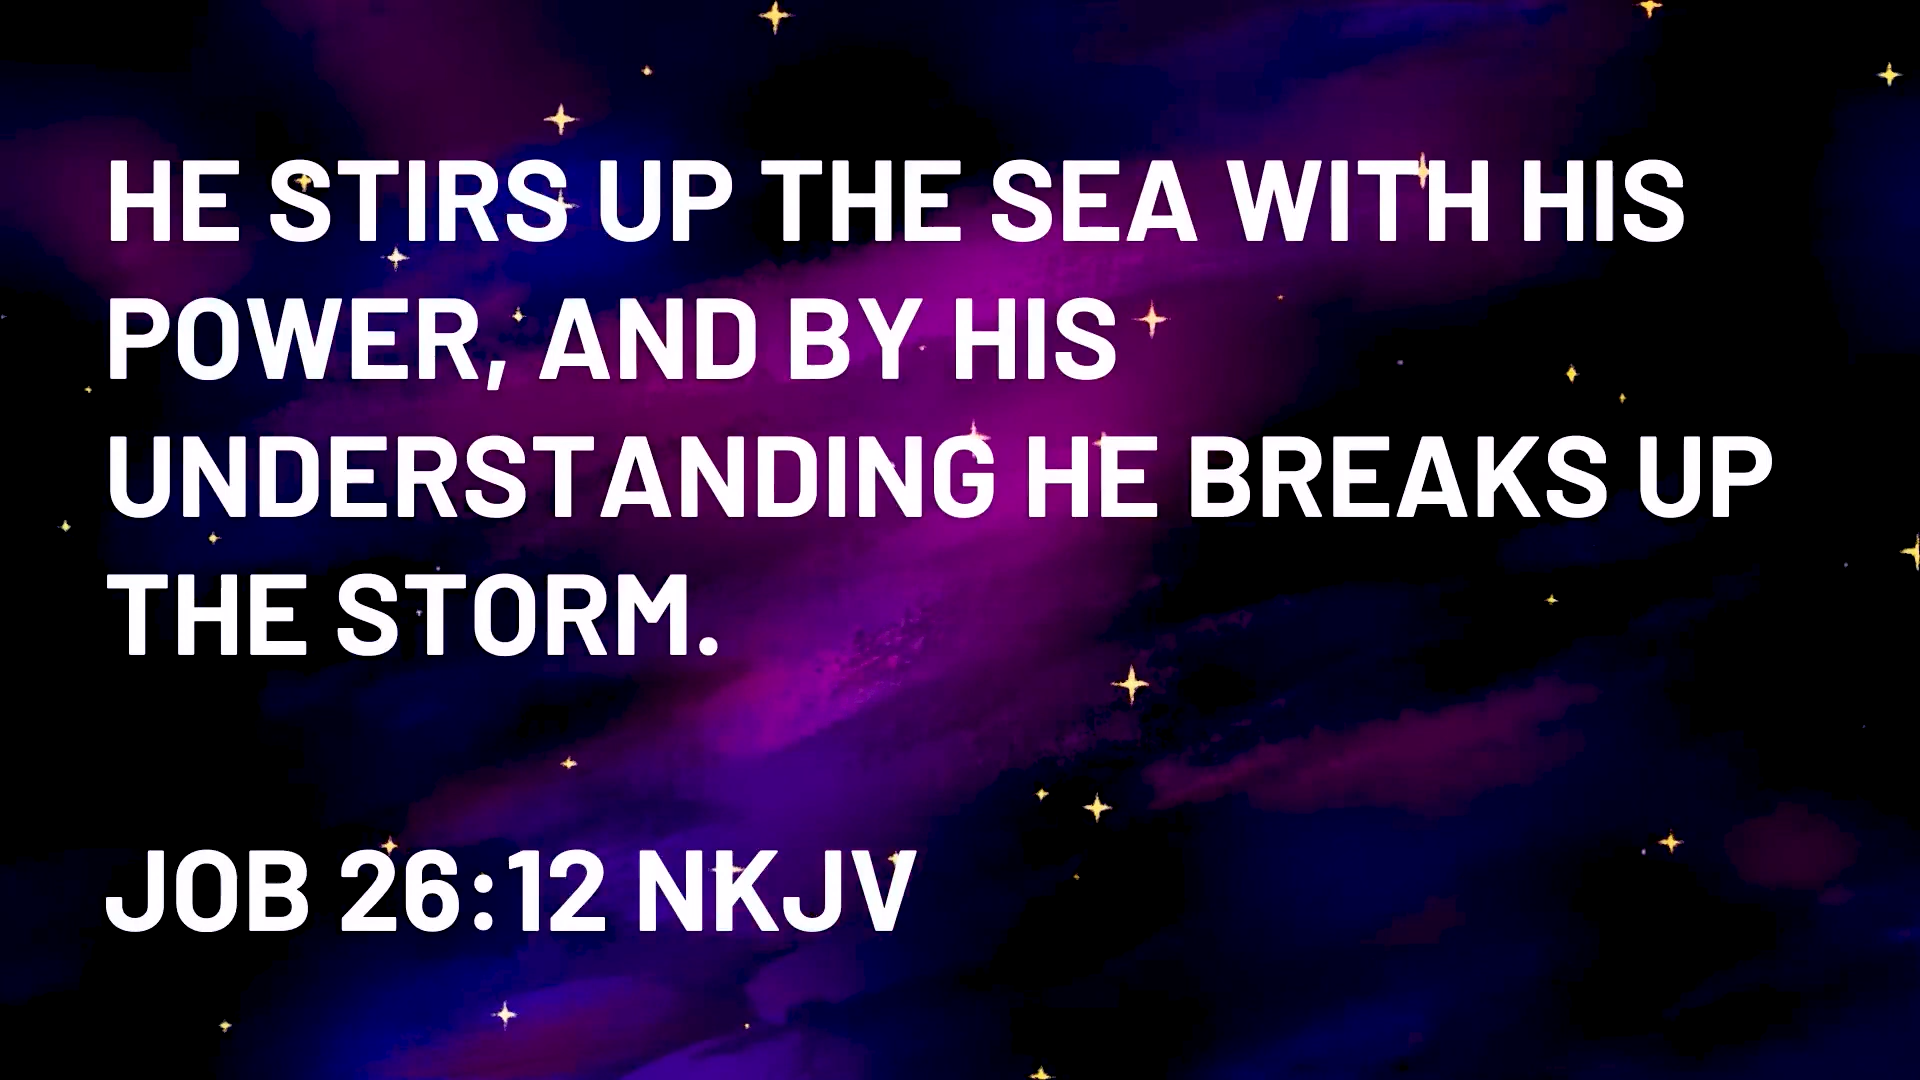 HE STIRS UP THE SEA WITH HIS
POWER, AND BY HIS
UNDERSTANDING HE BREAKS UP
THE STORM.
JOB 26:12 NKJV